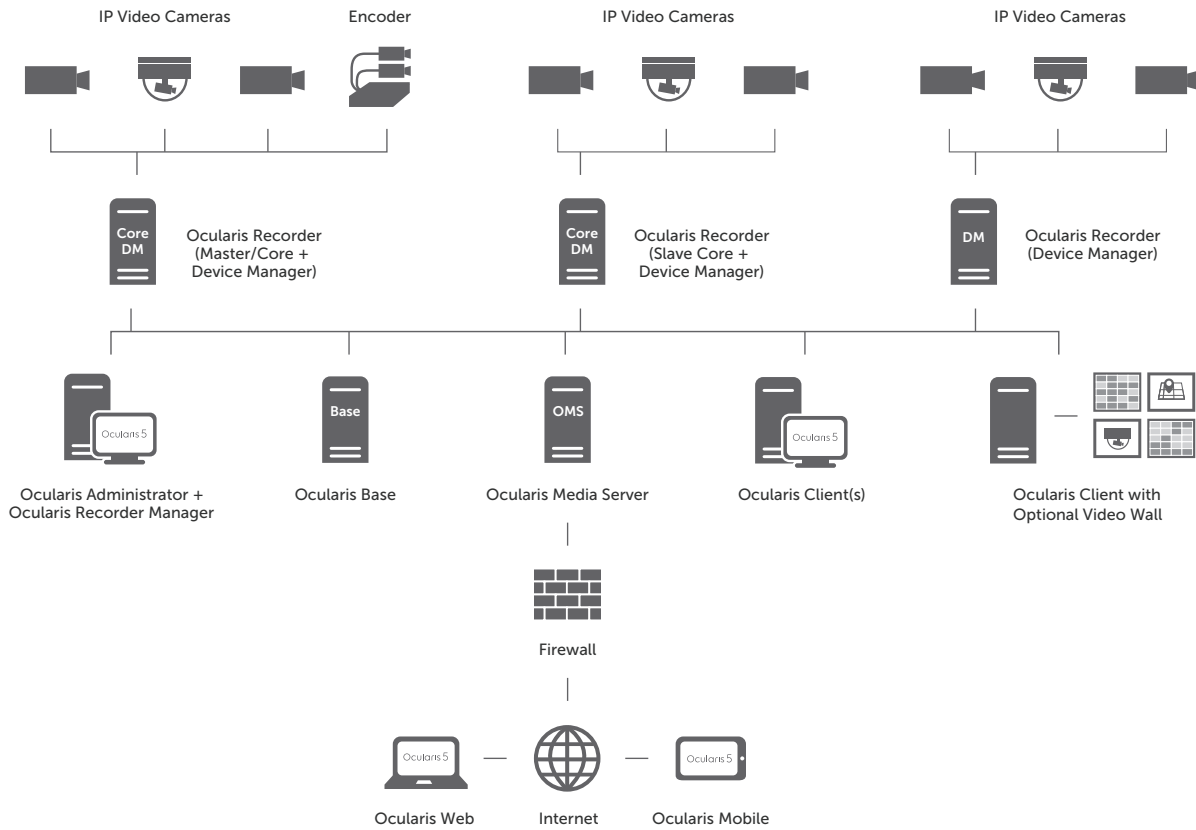 IP Video Cameras
Encoder
IP Video Cameras
IP Video Cameras
Core
DM
Ocularis Recorder
(Master/Core +
Device Manager)
Core
DM
Ocularis Recorder
(Slave Core +
Device Manager)
DM
Ocularis Recorder
(Device Manager)
Ocularis 5
Base
OMS
Ocularis 5
Ocularis Administrator +
Ocularis Recorder Manager
Ocularis Base
Ocularis Media Server
Ocularis Client(s)
Ocularis Client with
Optional Video Wall
Firewall
Ocularis 5
Ocularis 5
Ocularis Web
Internet
Ocularis Mobile